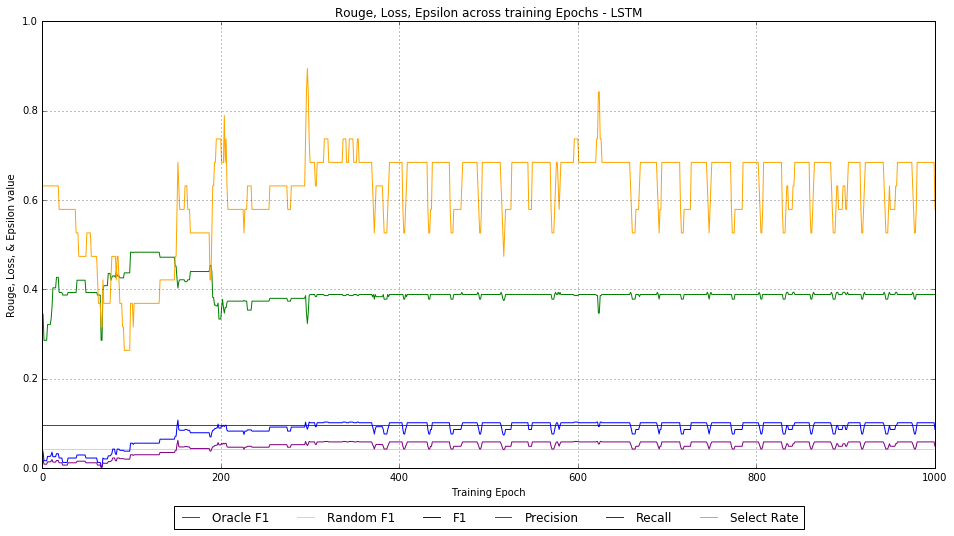 Rouge, Loss, Epsilon across training Epochs - LSTM
1.0
0.8
0.6
0.4
0.2
0.0
Rouge, Loss, & Epsilon value
0 200 400 600 800 1000
Training Epoch
Oracle F1 Random F1 F1 Precision Recall Select Rate